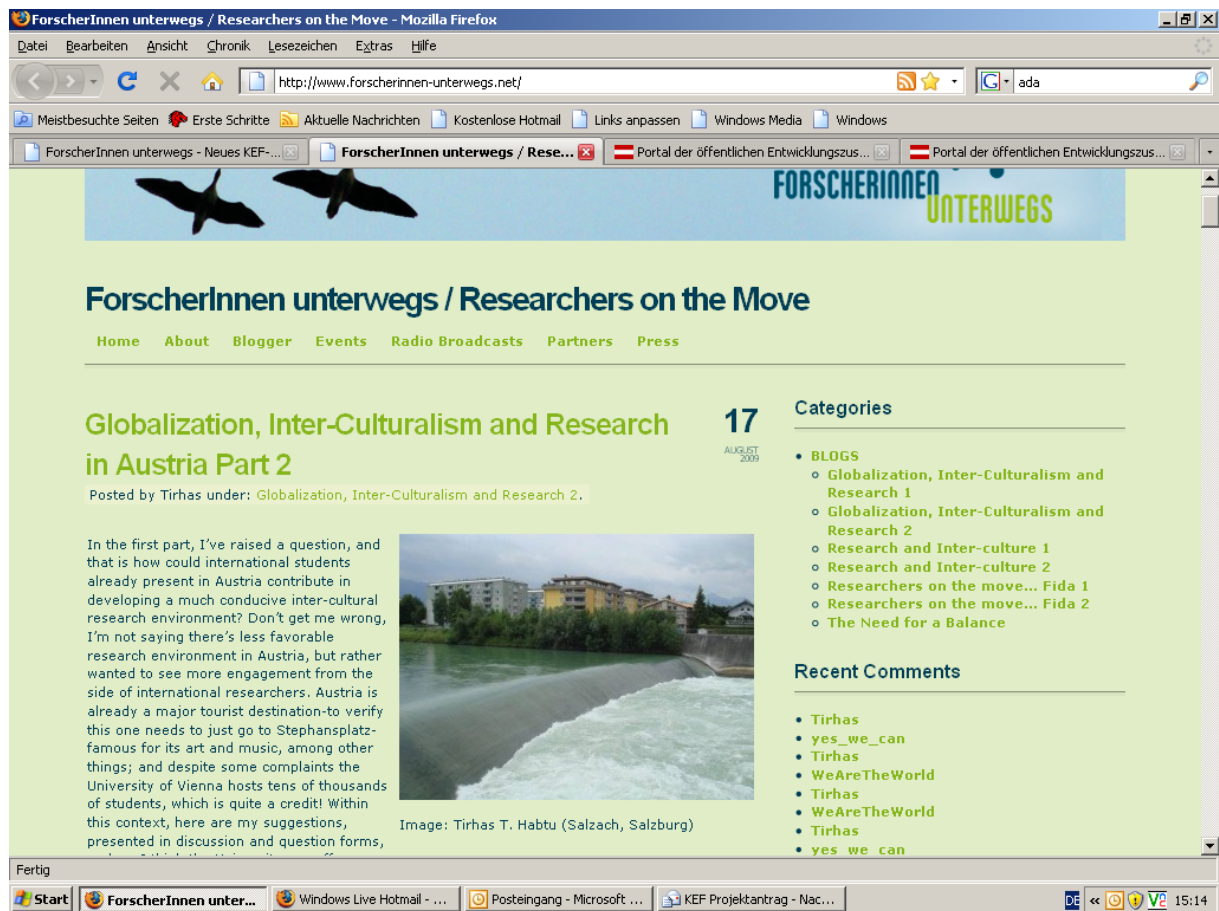 ForscherInnen unterwegs / Researchers on the Move - Mozilla Firefox
Datei Bearbeiten Ansicht Chronik Lesezeichen Extras Hilfe
http://www.forscherinnen-unterwegs.net/
G ada
Meistbesuchte Seiten Erste Schritte Aktuelle Nachrichten Kostenlose Hotmail Links anpassen Windows Media Windows
ForscherInnen unterwegs - Neues KEF-... ForscherInnen unterwegs / Rese... Portal der öffentlichen Entwicklungszus... Portal der öffentlichen Entwicklungszus...
FORSCHERINNEN
UNTERWEGS
ForscherInnen unterwegs / Researchers on the Move
Home About Blogger Events Radio Broadcasts Partners Press
Globalization, Inter-Culturalism and Research
in Austria Part 2
17
AUGUST
2009
Posted by Tirhas under: Globalization, Inter-Culturalism and Research 2.
In the first part, I've raised a question, and
that is how could international students
already present in Austria contribute in
developing a much conducive inter-cultural
research environment? Don't get me wrong,
I'm not saying there's less favorable
research environment in Austria, but rather
wanted to see more engagement from the
side of international researchers. Austria is
already a major tourist destination-to verify
this one needs to just go to Stephansplatz-
famous for its art and music, among other
things; and despite some complaints the
University of Vienna hosts tens of thousands
of students, which is quite a credit! Within
this context, here are my suggestions,
presented in discussion and question forms,
Image: Tirhas T. Habtu (Salzach, Salzburg)
Categories
BLOGS
Globalization, Inter-Culturalism and
Research 1
Globalization, Inter-Culturalism and
Research 2
Research and Inter-culture 1
Research and Inter-culture 2
Researchers on the move... Fida 1
Researchers on the move... Fida 2
The Need for a Balance
Recent Comments
Tirhas
yes_we_can
Tirhas
WeAreTheWorld
Tirhas
WeAreTheWorld
Tirhas
yes_we_can
Fertig
Start ForscherInnen unter... Windows Live Hotmail - ... Posteingang - Microsoft ... KEF Projektantrag - Nac... DE « 15:14